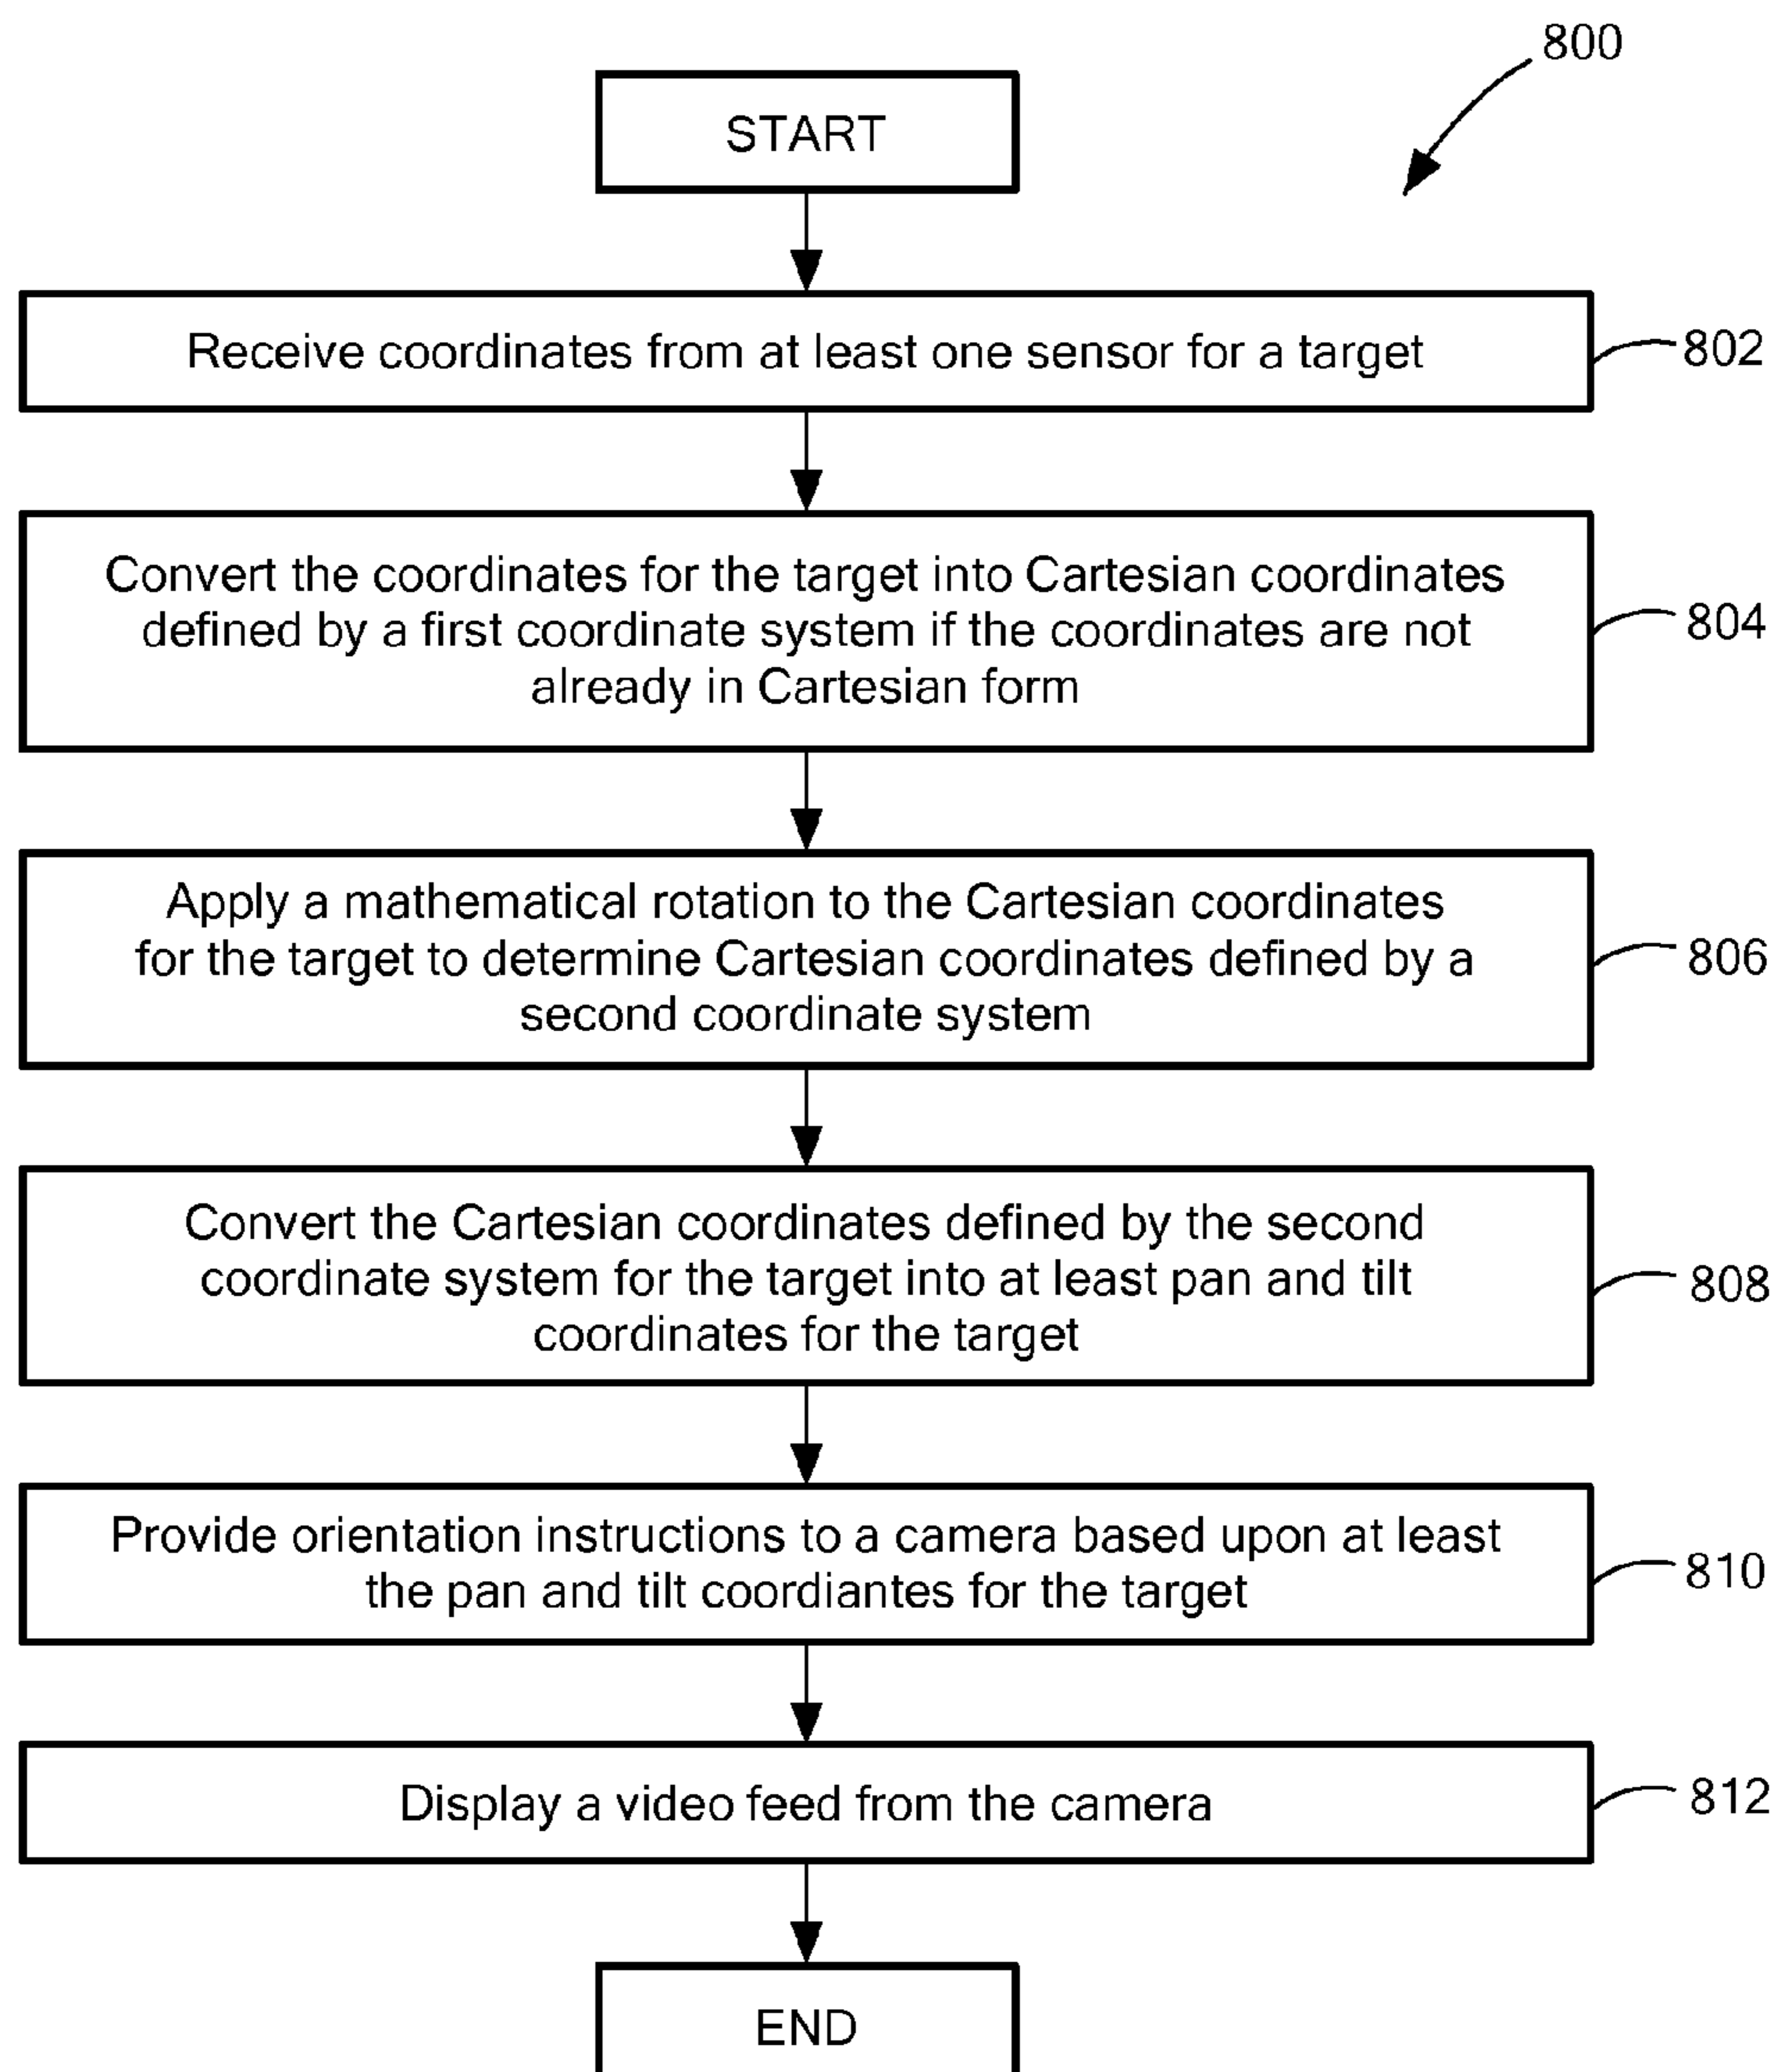 800
START
Receive coordinates from at least one sensor for a target
802
Convert the coordinates for the target into Cartesian coordinates
defined by a first coordinate system if the coordinates are not
already in Cartesian form
804
Apply a mathematical rotation to the Cartesian coordinates
for the target to determine Cartesian coordinates defined by a
second coordinate system
806
Convert the Cartesian coordinates defined by the second
coordinate system for the target into at least pan and tilt
coordinates for the target
808
Provide orientation instructions to a camera based upon at least
the pan and tilt coordiantes for the target
810
Display a video feed from the camera
812
END